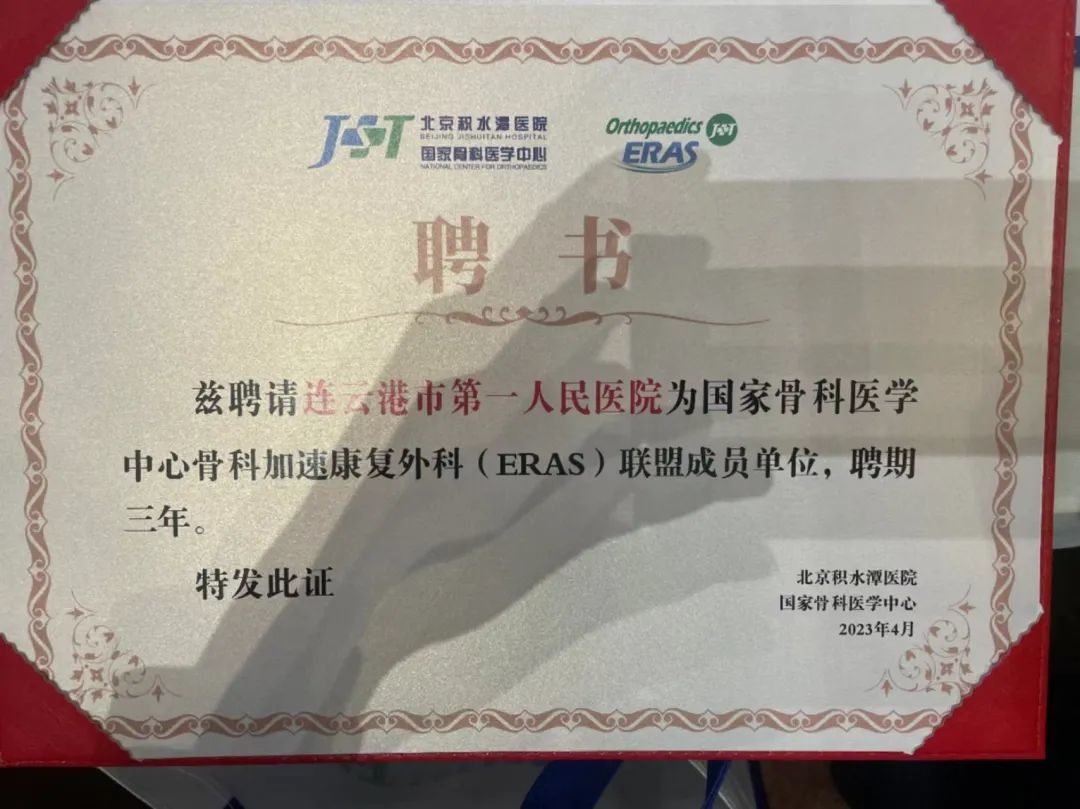 JST 北京积水潭医院
BEIJING JISHUITAN HOSPITAL
国家骨科医学中心
NATIONAL CENTER FOR ORTHOPAEDICS
Orthopaedics JST
ERAS
聘 书
兹聘请连云港市第一人民医院为国家骨科医学
中心骨科加速康复外科（ERAS）联盟成员单位，聘期
三年。
特发此证
北京积水潭医院
国家骨科医学中心
2023年4月